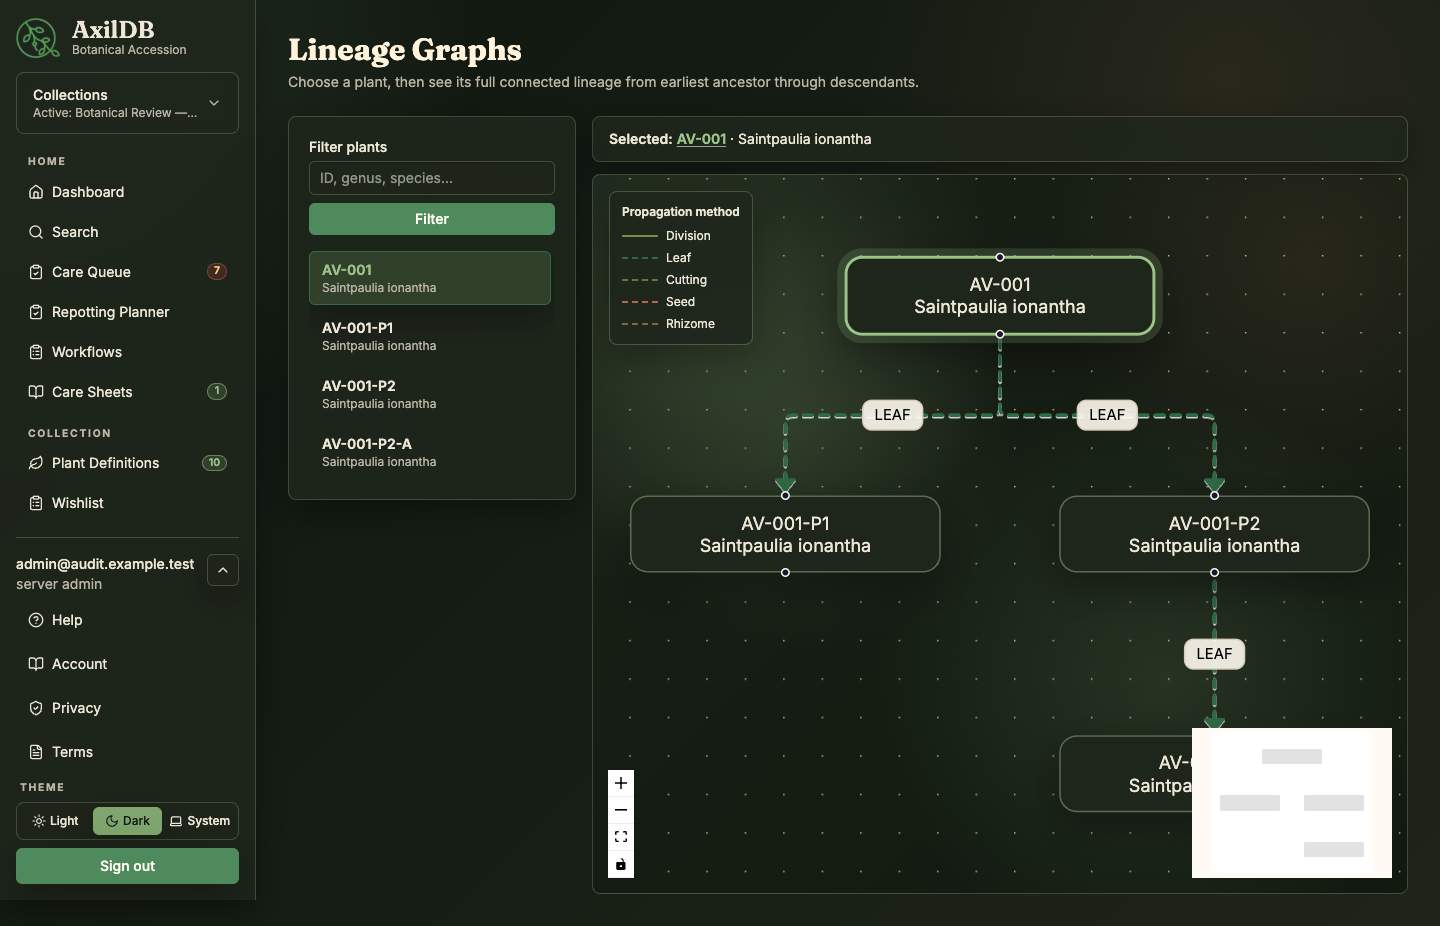 AxilDB
Botanical Accession
Collections
Active: Botanical Review —...
HOME
Dashboard
Search
Care Queue 7
Repotting Planner
Workflows
Care Sheets 1
COLLECTION
Plant Definitions 10
Wishlist
admin@audit.example.test
server admin
Help
Account
Privacy
Terms
THEME
Light Dark System
Sign out
Lineage Graphs
Choose a plant, then see its full connected lineage from earliest ancestor through descendants.
Filter plants
ID, genus, species...
Filter
AV-001
Saintpaulia ionantha
AV-001-P1
Saintpaulia ionantha
AV-001-P2
Saintpaulia ionantha
AV-001-P2-A
Saintpaulia ionantha
Selected: AV-001 · Saintpaulia ionantha
Propagation method
Division
Leaf
Cutting
Seed
Rhizome
AV-001
Saintpaulia ionantha
LEAF LEAF
AV-001-P1
Saintpaulia ionantha
AV-001-P2
Saintpaulia ionantha
LEAF
AV-
Saintpa